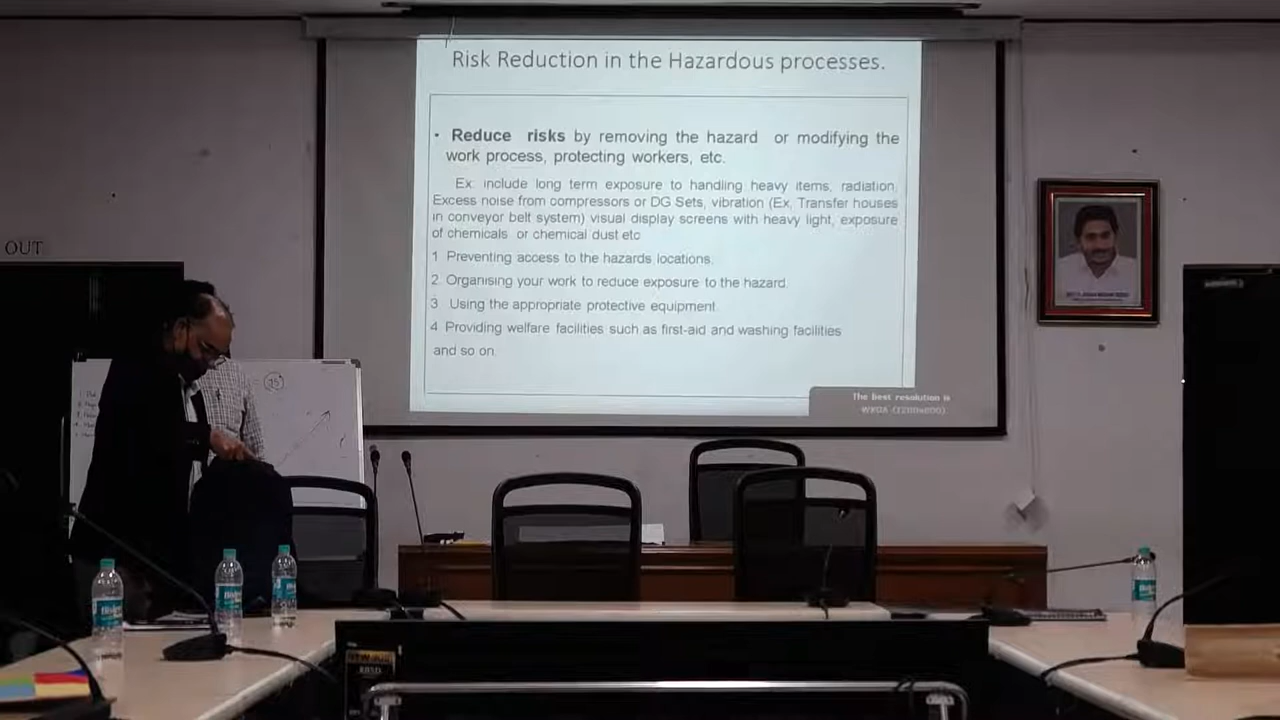 Risk Reduction in the Hazardous processes.
• Reduce risks by removing the hazard or modifying the
work process, protecting workers, etc.
Ex: include long term exposure to handling heavy items, radiation,
Excess noise from compressors or DG Sets, vibration (Ex. Transfer houses
in conveyor belt system) visual display screens with heavy light, exposure
of chemicals or chemical dust etc
1 Preventing access to the hazards locations.
2. Organising your work to reduce exposure to the hazard.
3. Using the appropriate protective equipment
4 Providing welfare facilities such as first-aid and washing facilities
and so on.
The best resolution is
OUT